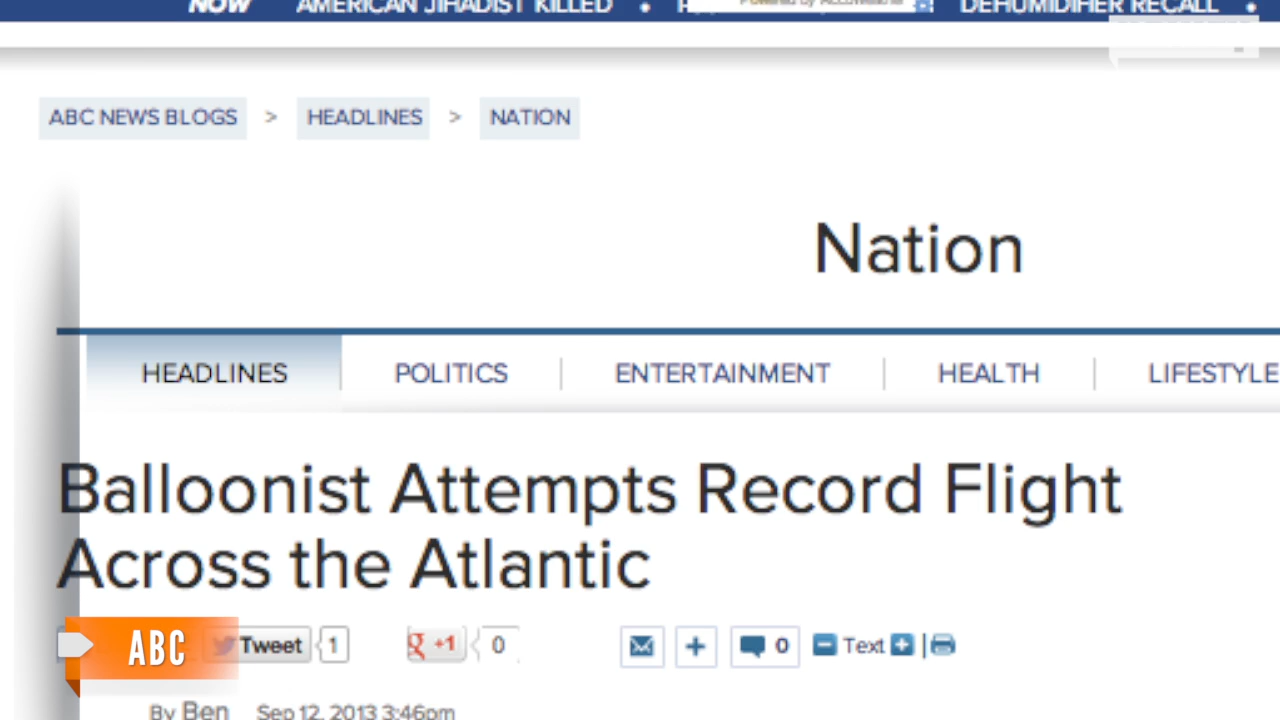 NOW AMERICAN JIHADIST KILLED • DEHUMIDIFIER RECALL •
ABC NEWS BLOGS > HEADLINES > NATION
Nation
HEADLINES | POLITICS | ENTERTAINMENT | HEALTH | LIFESTYLE
Balloonist Attempts Record Flight
Across the Atlantic
ABC Tweet 1 +1 0 0 Text
By Ben Sep 12, 2013 3:46pm